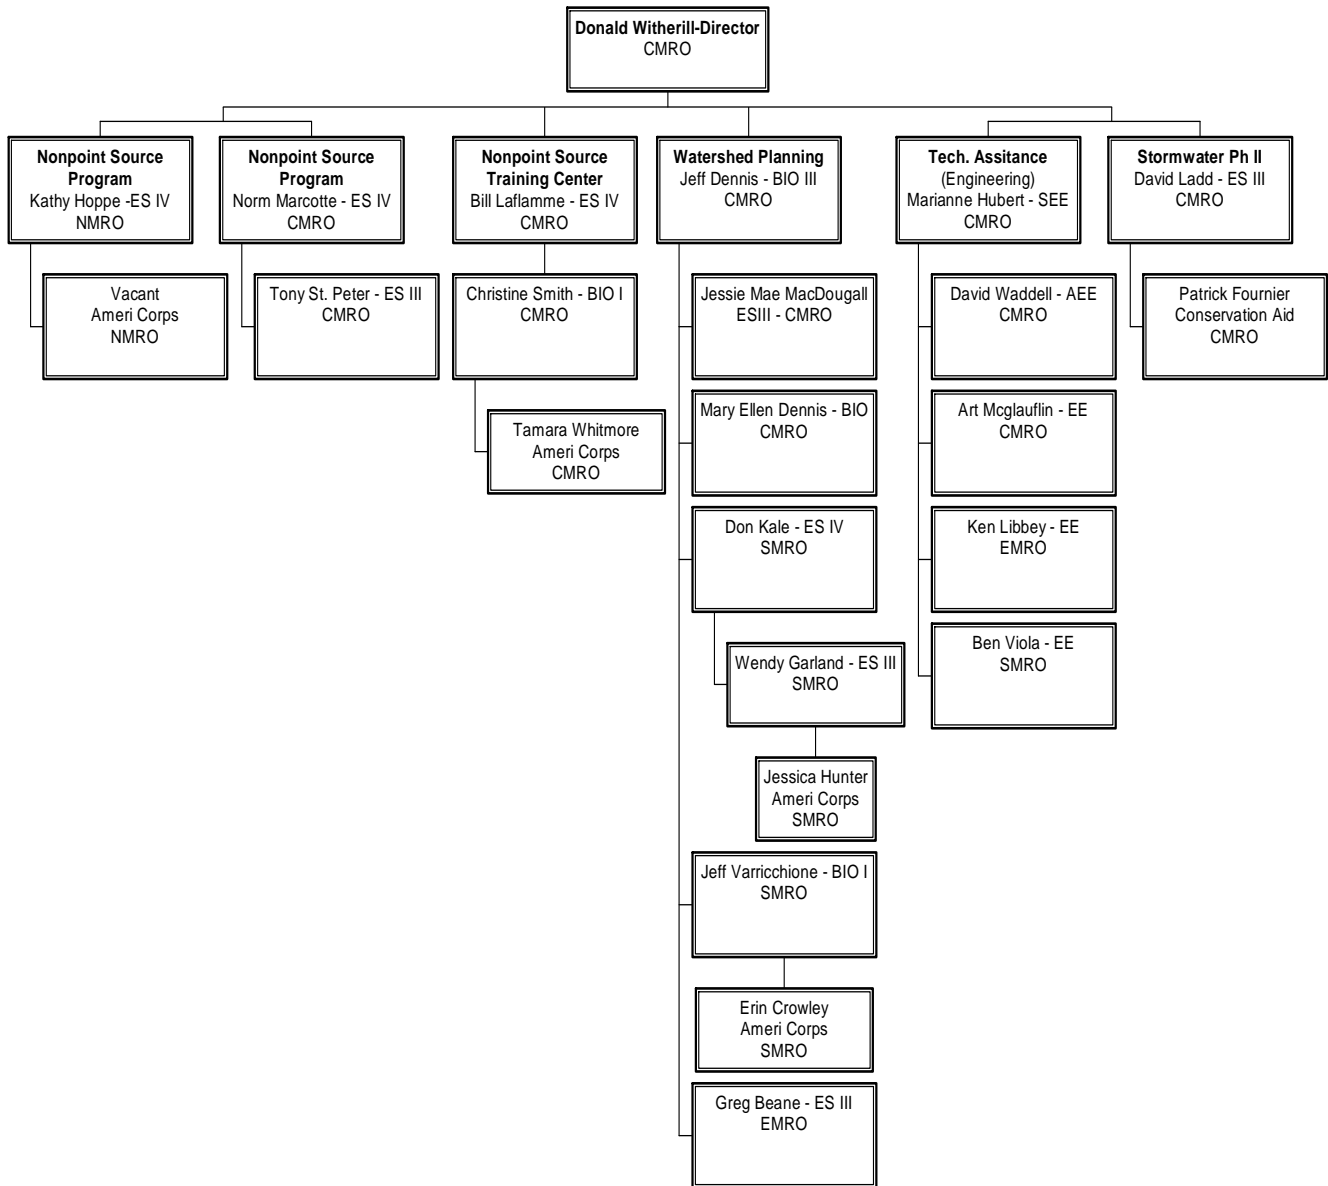 Donald Witherill-Director
CMRO
Nonpoint Source
Program
Kathy Hoppe -ES IV
NMRO
Nonpoint Source
Program
Norm Marcotte - ES IV
CMRO
Nonpoint Source
Training Center
Bill Laflamme - ES IV
CMRO
Watershed Planning
Jeff Dennis - BIO III
CMRO
Tech. Assitance
(Engineering)
Marianne Hubert - SEE
CMRO
Stormwater Ph II
David Ladd - ES III
CMRO
Vacant
Ameri Corps
NMRO
Tony St. Peter - ES III
CMRO
Christine Smith - BIO I
CMRO
Tamara Whitmore
Ameri Corps
CMRO
Jessie Mae MacDougall
ESIII - CMRO
Mary Ellen Dennis - BIO
CMRO
Don Kale - ES IV
SMRO
Wendy Garland - ES III
SMRO
Jessica Hunter
Ameri Corps
SMRO
Jeff Varricchione - BIO I
SMRO
Erin Crowley
Ameri Corps
SMRO
Greg Beane - ES III
EMRO
David Waddell - AEE
CMRO
Art Mcglauflin - EE
CMRO
Ken Libbey - EE
EMRO
Ben Viola - EE
SMRO
Patrick Fournier
Conservation Aid
CMRO